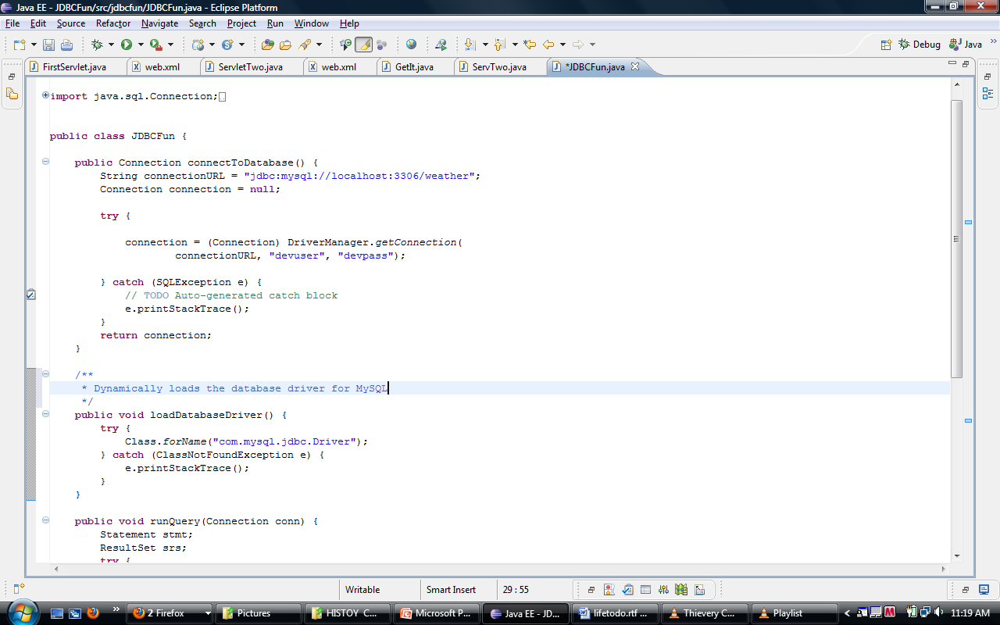 Java EE - JDBCFun/src/jdbcfun/JDBCFun.java - Eclipse Platform
File Edit Source Refactor Navigate Search Project Run Window Help
Debug Java »
FirstServlet.java web.xml ServletTwo.java web.xml GetIt.java ServTwo.java *JDBCFun.java
import java.sql.Connection;
public class JDBCFun {
public Connection connectToDatabase() {
String connectionURL = "jdbc:mysql://localhost:3306/weather";
Connection connection = null;
try {
connection = (Connection) DriverManager.getConnection(
connectionURL, "devuser", "devpass");
} catch (SQLException e) {
// TODO Auto-generated catch block
e.printStackTrace();
}
return connection;
}
/**
* Dynamically loads the database driver for MySQL
*/
public void loadDatabaseDriver() {
try {
Class.forName("com.mysql.jdbc.Driver");
} catch (ClassNotFoundException e) {
e.printStackTrace();
}
}
public void runQuery(Connection conn) {
Statement stmt;
ResultSet srs;
try {
Writable Smart Insert 29 : 55
» 2 Firefox Pictures HISTOY C... Microsoft P... Java EE - JD... lifetodo.rtf ... Thievery C... Playlist < 11:19 AM